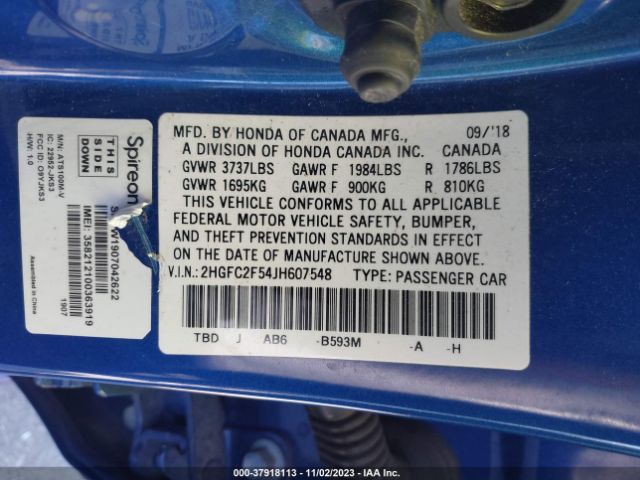 MFD. BY HONDA OF CANADA MFG., 09/'18
A DIVISION OF HONDA CANADA INC. CANADA
GVWR 3737LBS GAWR F 1984LBS R 1786LBS
GVWR 1695KG GAWR F 900KG R 810KG
THIS VEHICLE CONFORMS TO ALL APPLICABLE
FEDERAL MOTOR VEHICLE SAFETY, BUMPER,
AND THEFT PREVENTION STANDARDS IN EFFECT
ON THE DATE OF MANUFACTURE SHOWN ABOVE.
V.I.N.: 2HGFC2F54JH607548 TYPE: PASSENGER CAR
TBD J AB6 -B593M -A -H
Spireon
THIS
SIDE
DOWN
M/N: ATS100M-V
IC: 22952-JKS3
FCC ID: O9YJKS3
H/W: 1.0
W1907042622
IMEI: 358212100363919
Assembled in China
1907
000-37918113 - 11/02/2023 - IAA Inc.